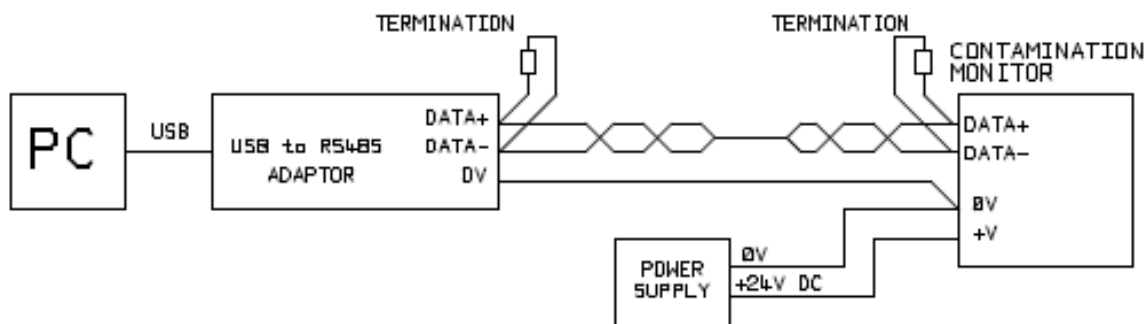 TERMINATION
TERMINATION
CONTAMINATION
MONITOR
PC
USB
USB to RS485
ADAPTOR
DATA+
DATA-
0V
DATA+
DATA-
0V
+V
POWER
SUPPLY
0V
+24V DC